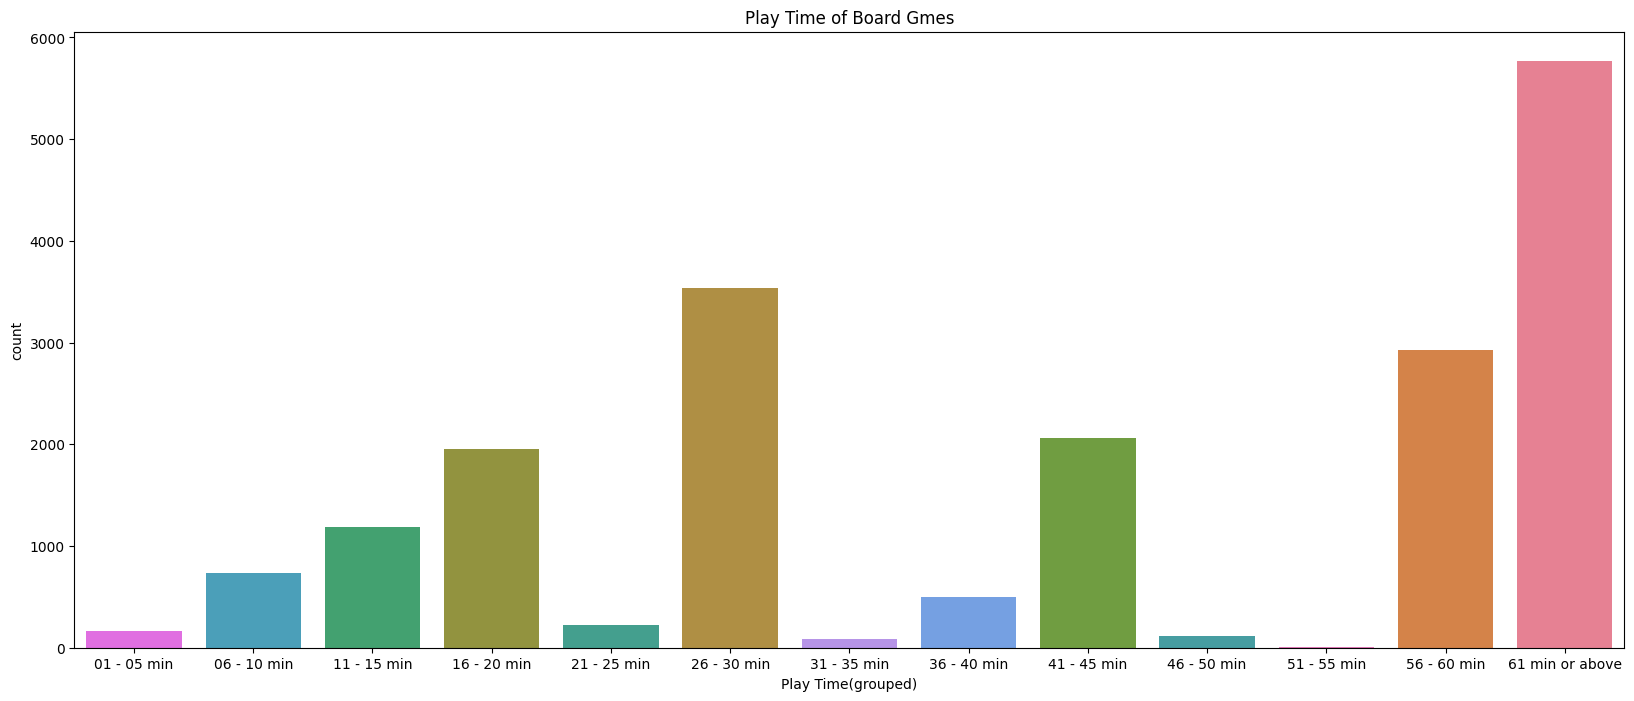 Play Time of Board Gmes
6000
5000
4000
3000
2000
1000
0
count
01 - 05 min
06 - 10 min
11 - 15 min
16 - 20 min
21 - 25 min
26 - 30 min
31 - 35 min
36 - 40 min
41 - 45 min
46 - 50 min
51 - 55 min
56 - 60 min
61 min or above
Play Time(grouped)